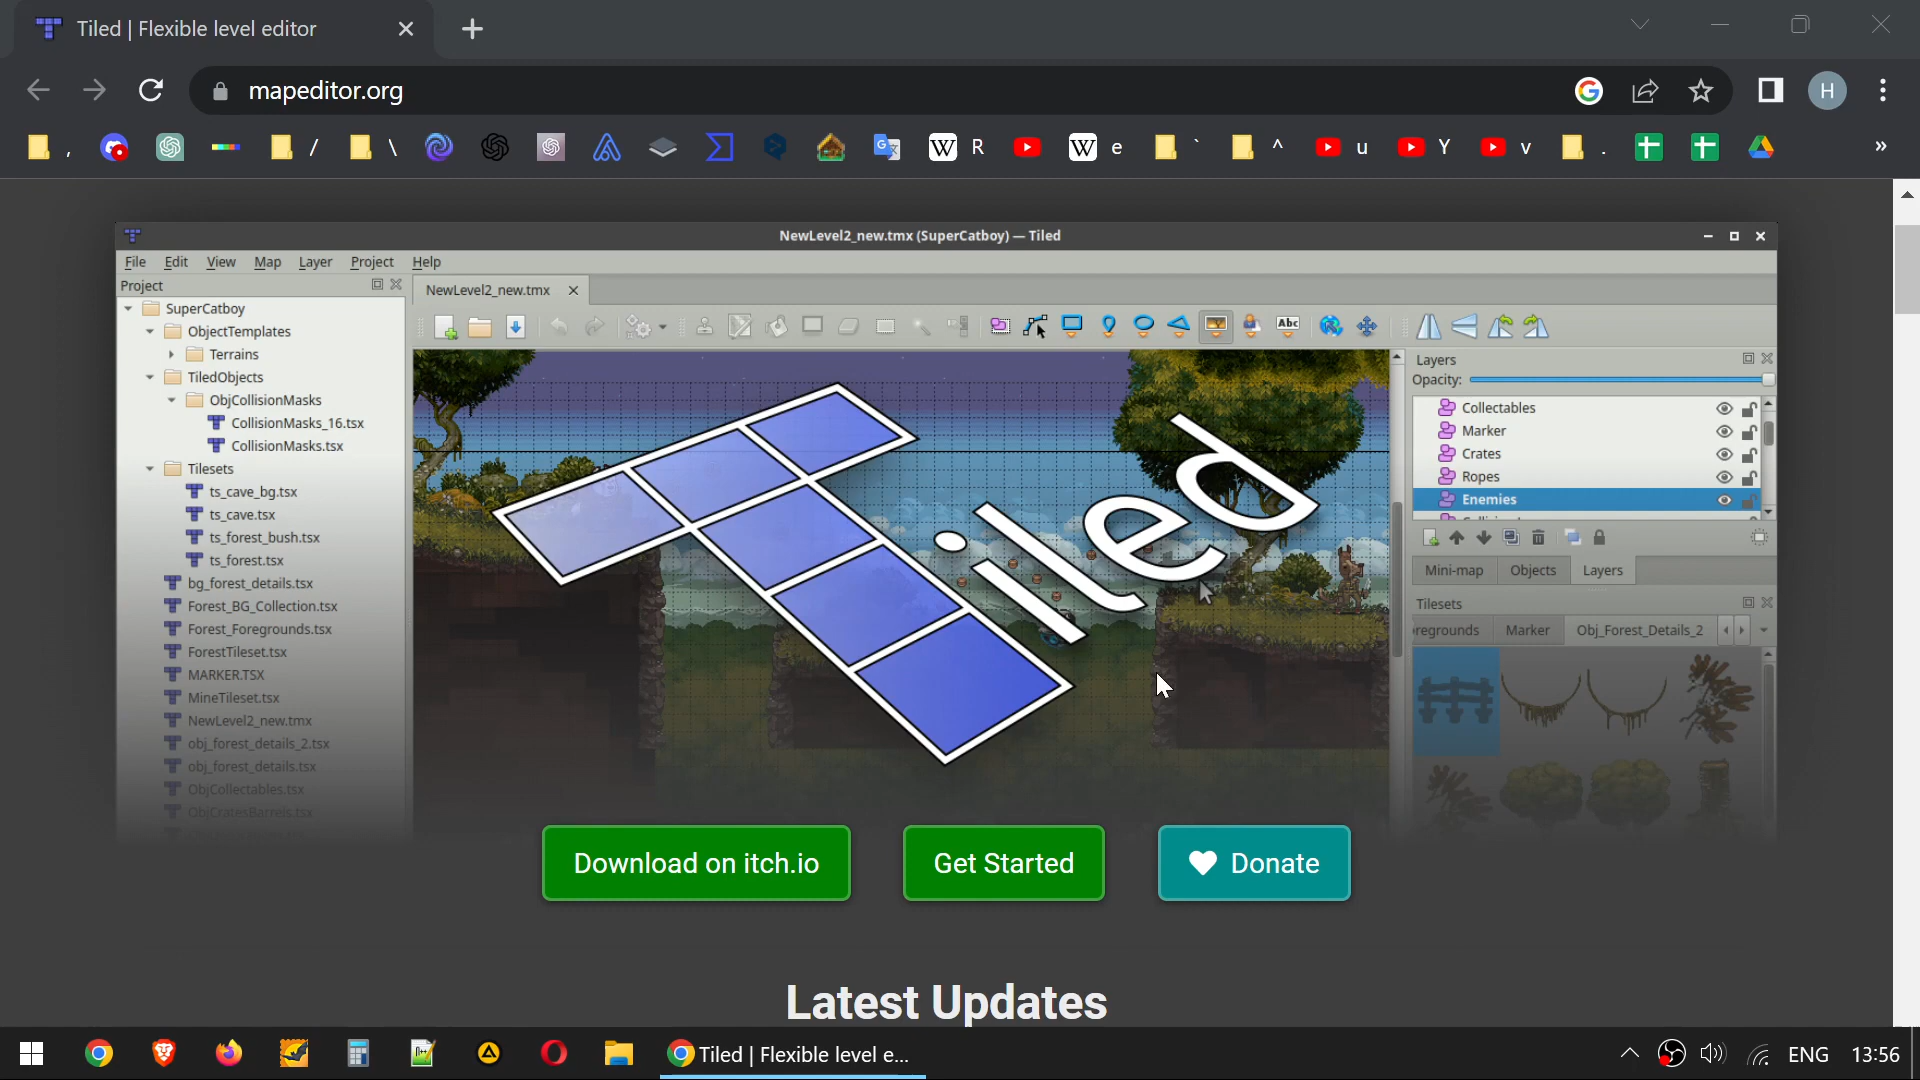 Tiled | Flexible level editor
mapeditor.org
H
, / \ R e ` ^ u Y v . »
NewLevel2_new.tmx (SuperCatboy) — Tiled
File Edit View Map Layer Project Help
Project
NewLevel2_new.tmx
SuperCatboy
ObjectTemplates
Terrains
TiledObjects
ObjCollisionMasks
CollisionMasks_16.tsx
CollisionMasks.tsx
Tilesets
ts_cave_bg.tsx
ts_cave.tsx
ts_forest_bush.tsx
ts_forest.tsx
bg_forest_details.tsx
Forest_BG_Collection.tsx
Forest_Foregrounds.tsx
ForestTileset.tsx
MARKER.TSX
MineTileset.tsx
NewLevel2_new.tmx
obj_forest_details_2.tsx
obj_forest_details.tsx
ObjCollectables.tsx
ObjCratesBarrels.tsx
Abc
Tiled
Layers
Opacity:
Collectables
Marker
Crates
Ropes
Enemies
Mini-map Objects Layers
Tilesets
regrounds Marker Obj_Forest_Details_2
Download on itch.io
Get Started
Donate
Latest Updates
Tiled | Flexible level e...
ENG
13:56